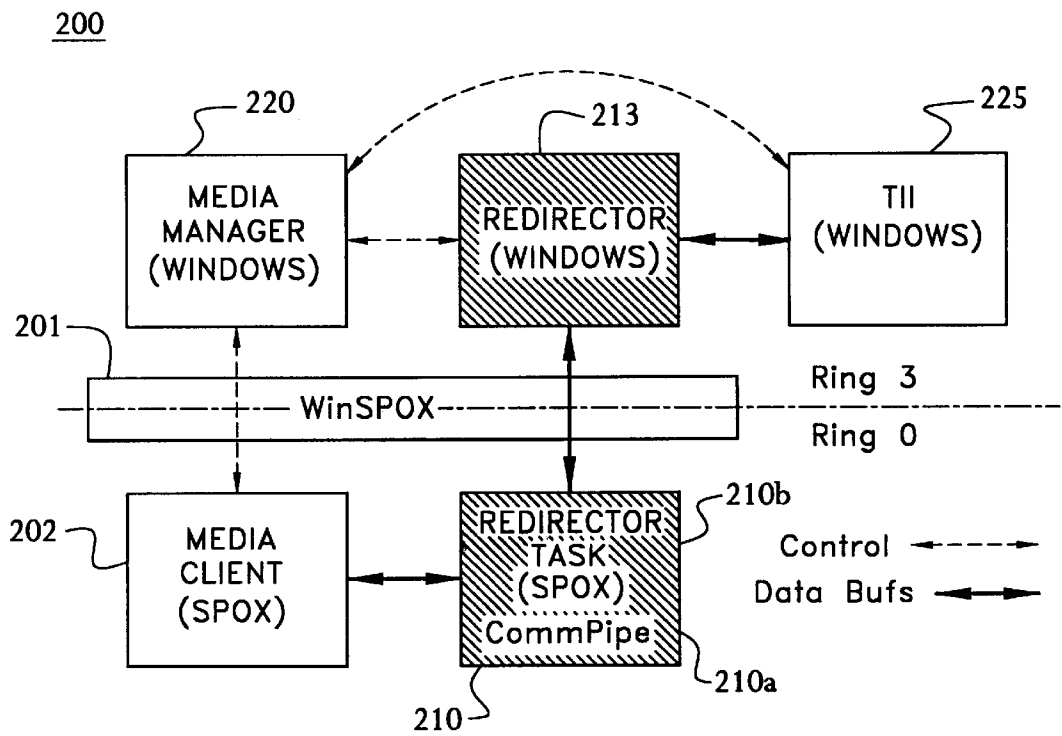 200
220
213
225
MEDIA
MANAGER
(WINDOWS)
REDIRECTOR
(WINDOWS)
TII
(WINDOWS)
201
WinSPOX
Ring 3
Ring 0
202
MEDIA
CLIENT
(SPOX)
REDIRECTOR
TASK
(SPOX)
CommPipe
210b
210a
210
Control
Data Bufs